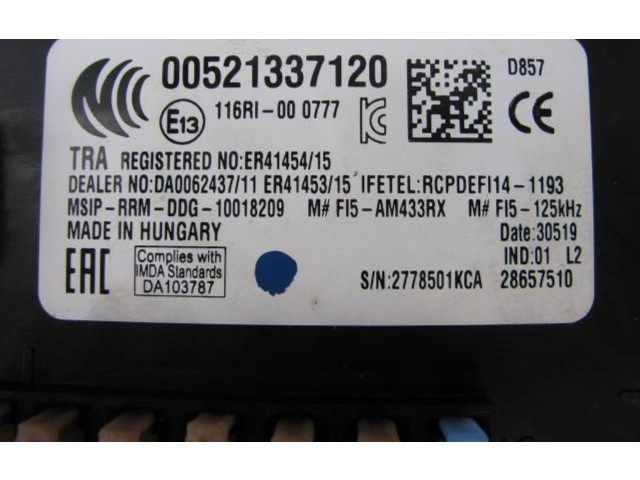 00521337120
D857
E13
116RI-00 0777
CE
TRA REGISTERED NO:ER41454/15
DEALER NO:DA0062437/11 ER41453/15 IFETEL:RCPDEFI14-1193
MSIP-RRM-DDG-10018209 M# FI5-AM433RX M# FI5-125kHz
MADE IN HUNGARY
Date:30519
EAC
Complies with
IMDA Standards
DA103787
IND:01 L2
S/N:2778501KCA 28657510